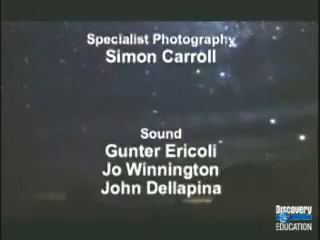 Specialist Photography
Simon Carroll
Sound
Gunter Ericoli
Jo Winnington
John Dellapina
Discovery
EDUCATION